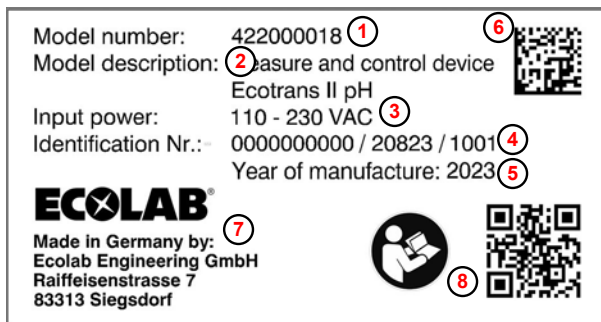 Model number: 422000018 1
6
Model description: 2 easure and control device
Ecotrans II pH
Input power: 110 - 230 VAC 3
Identification Nr.:- 0000000000 / 20823 / 1001 4
Year of manufacture: 2023 5
ECOLAB®
Made in Germany by: 7
Ecolab Engineering GmbH
Raiffeisenstrasse 7
83313 Siegsdorf
8